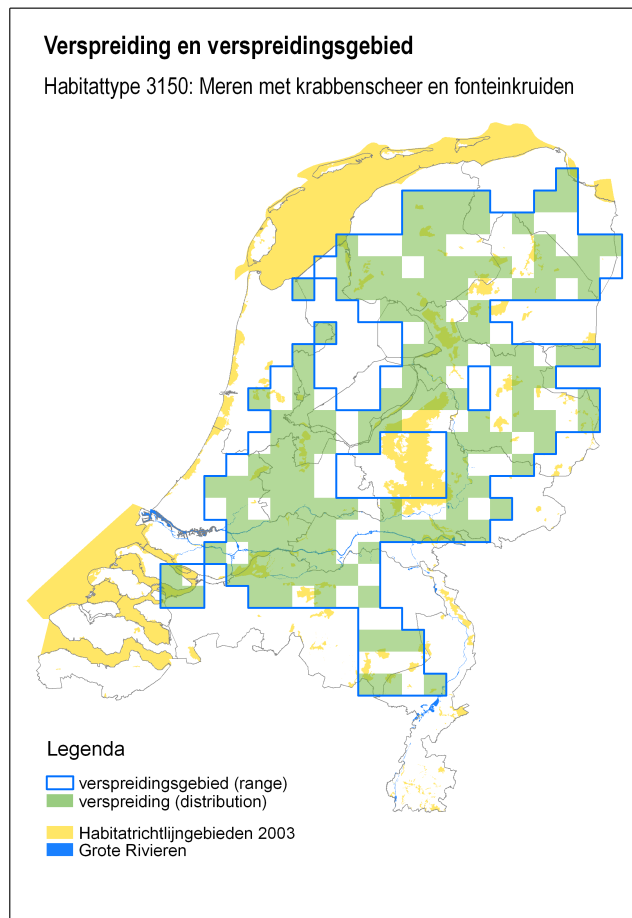 Verspreiding en verspreidingsgebied
Habitattype 3150: Meren met krabbenscheer en fonteinkruiden
Legenda
verspreidingsgebied (range)
verspreiding (distribution)
Habitatrichtlijngebieden 2003
Grote Rivieren